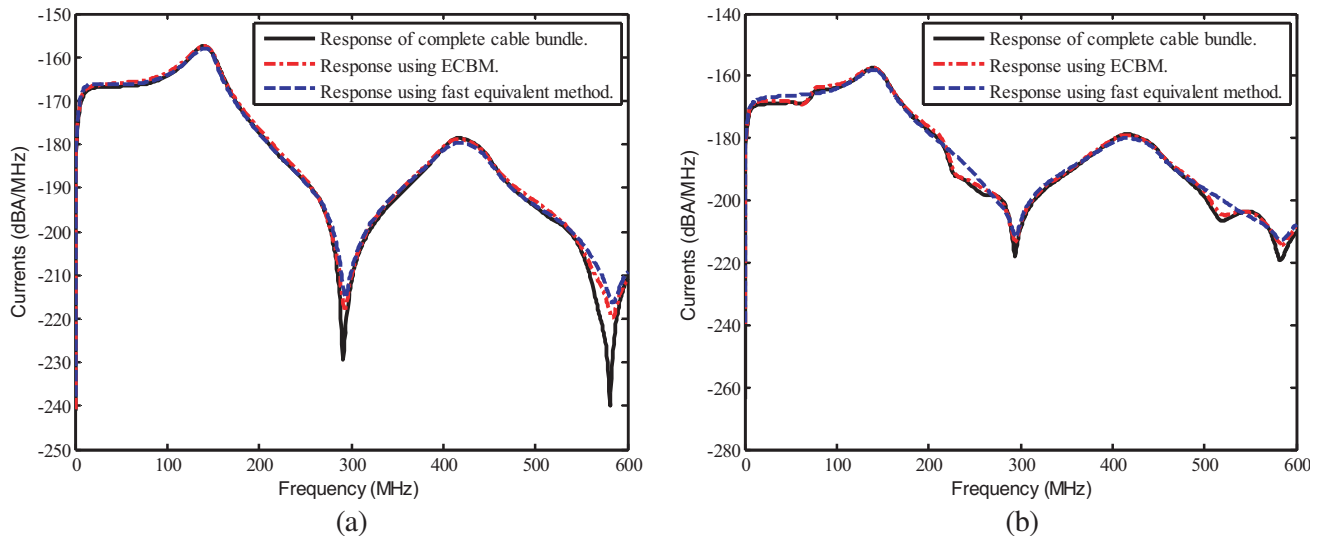 -150
-160
-170
-180
-190
-200
-210
-220
-230
-240
-250
Currents (dBA/MHz)
Response of complete cable bundle.
Response using ECBM.
Response using fast equivalent method.
0 100 200 300 400 500 600
Frequency (MHz)
(a)
-140
-160
-180
-200
-220
-240
-260
-280
Currents (dBA/MHz)
Response of complete cable bundle.
Response using ECBM.
Response using fast equivalent method.
0 100 200 300 400 500 600
Frequency (MHz)
(b)